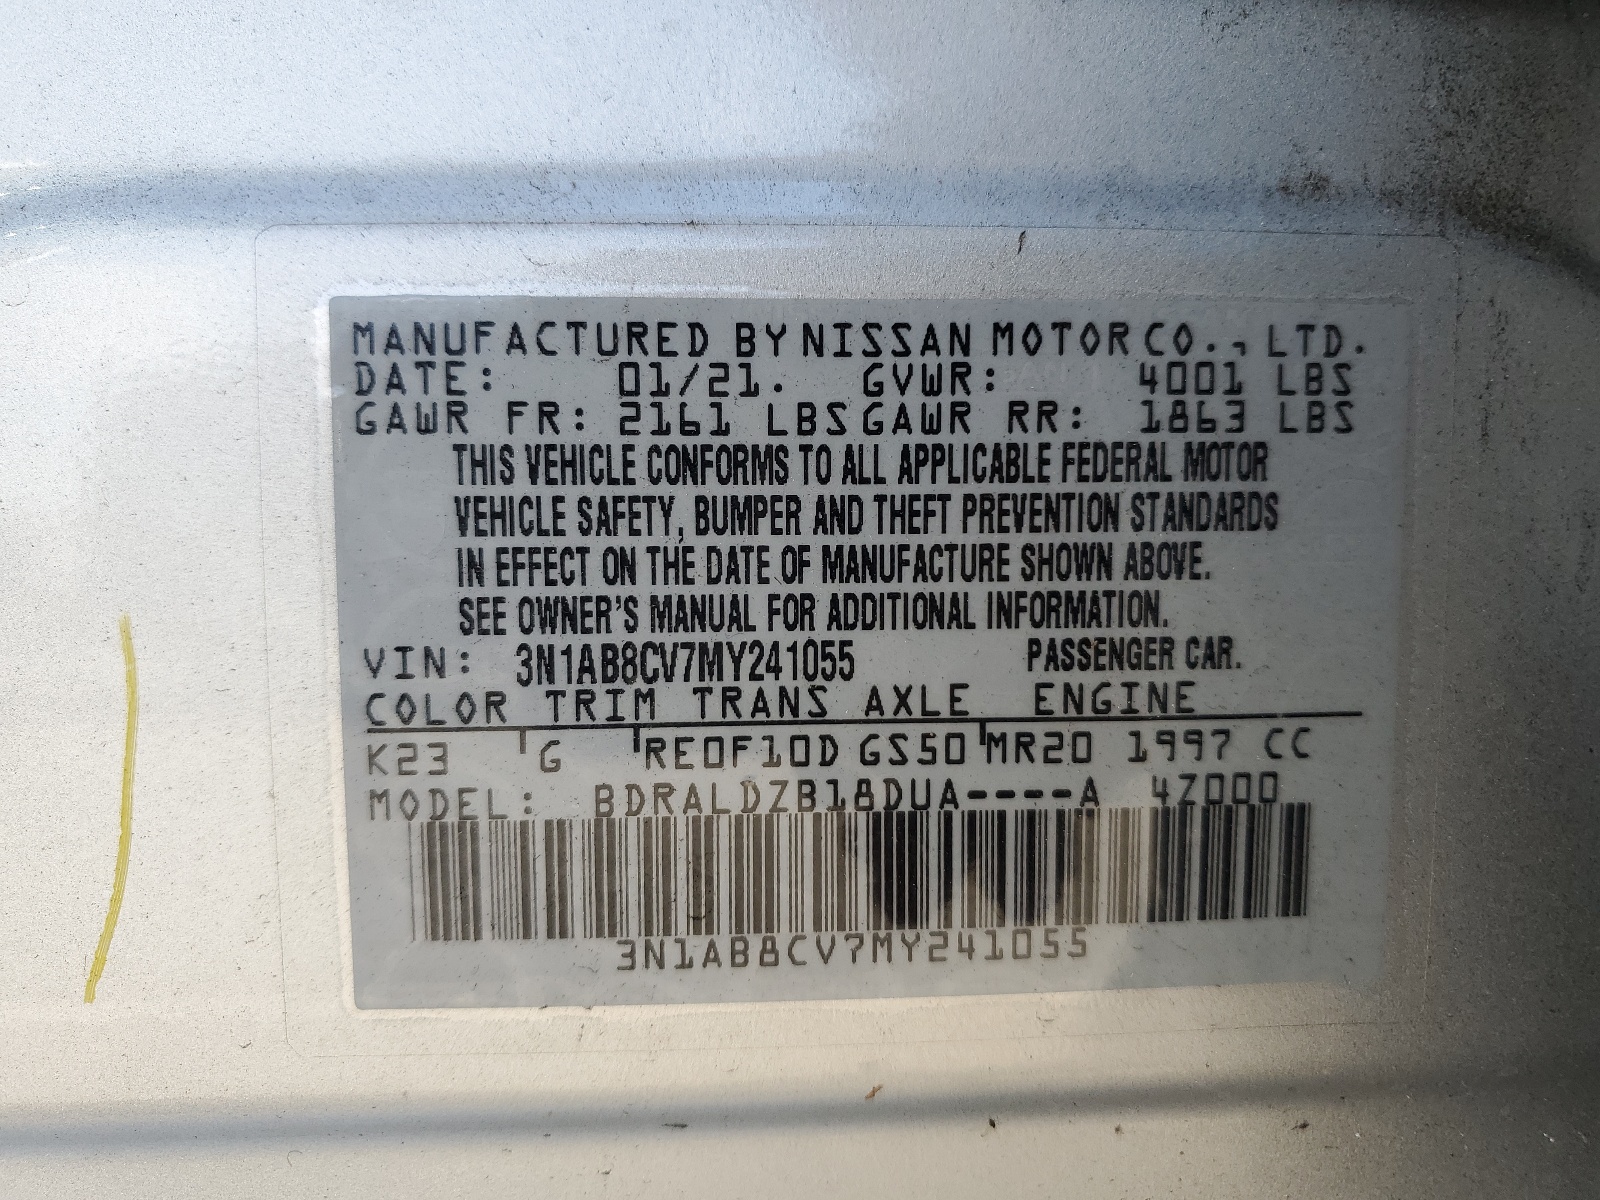 MANUFACTURED BY NISSAN MOTOR CO., LTD.
DATE: 01/21. GVWR: 4001 LBS
GAWR FR: 2161 LBS GAWR RR: 1863 LBS
THIS VEHICLE CONFORMS TO ALL APPLICABLE FEDERAL MOTOR
VEHICLE SAFETY, BUMPER AND THEFT PREVENTION STANDARDS
IN EFFECT ON THE DATE OF MANUFACTURE SHOWN ABOVE.
SEE OWNER'S MANUAL FOR ADDITIONAL INFORMATION.
VIN: 3N1AB8CV7MY241055 PASSENGER CAR.
COLOR TRIM TRANS AXLE ENGINE
K23 G RE0F10D GS50 MR20 1997 CC
MODEL: BDRALDZB18DUA----A 4Z000
3N1AB8CV7MY241055